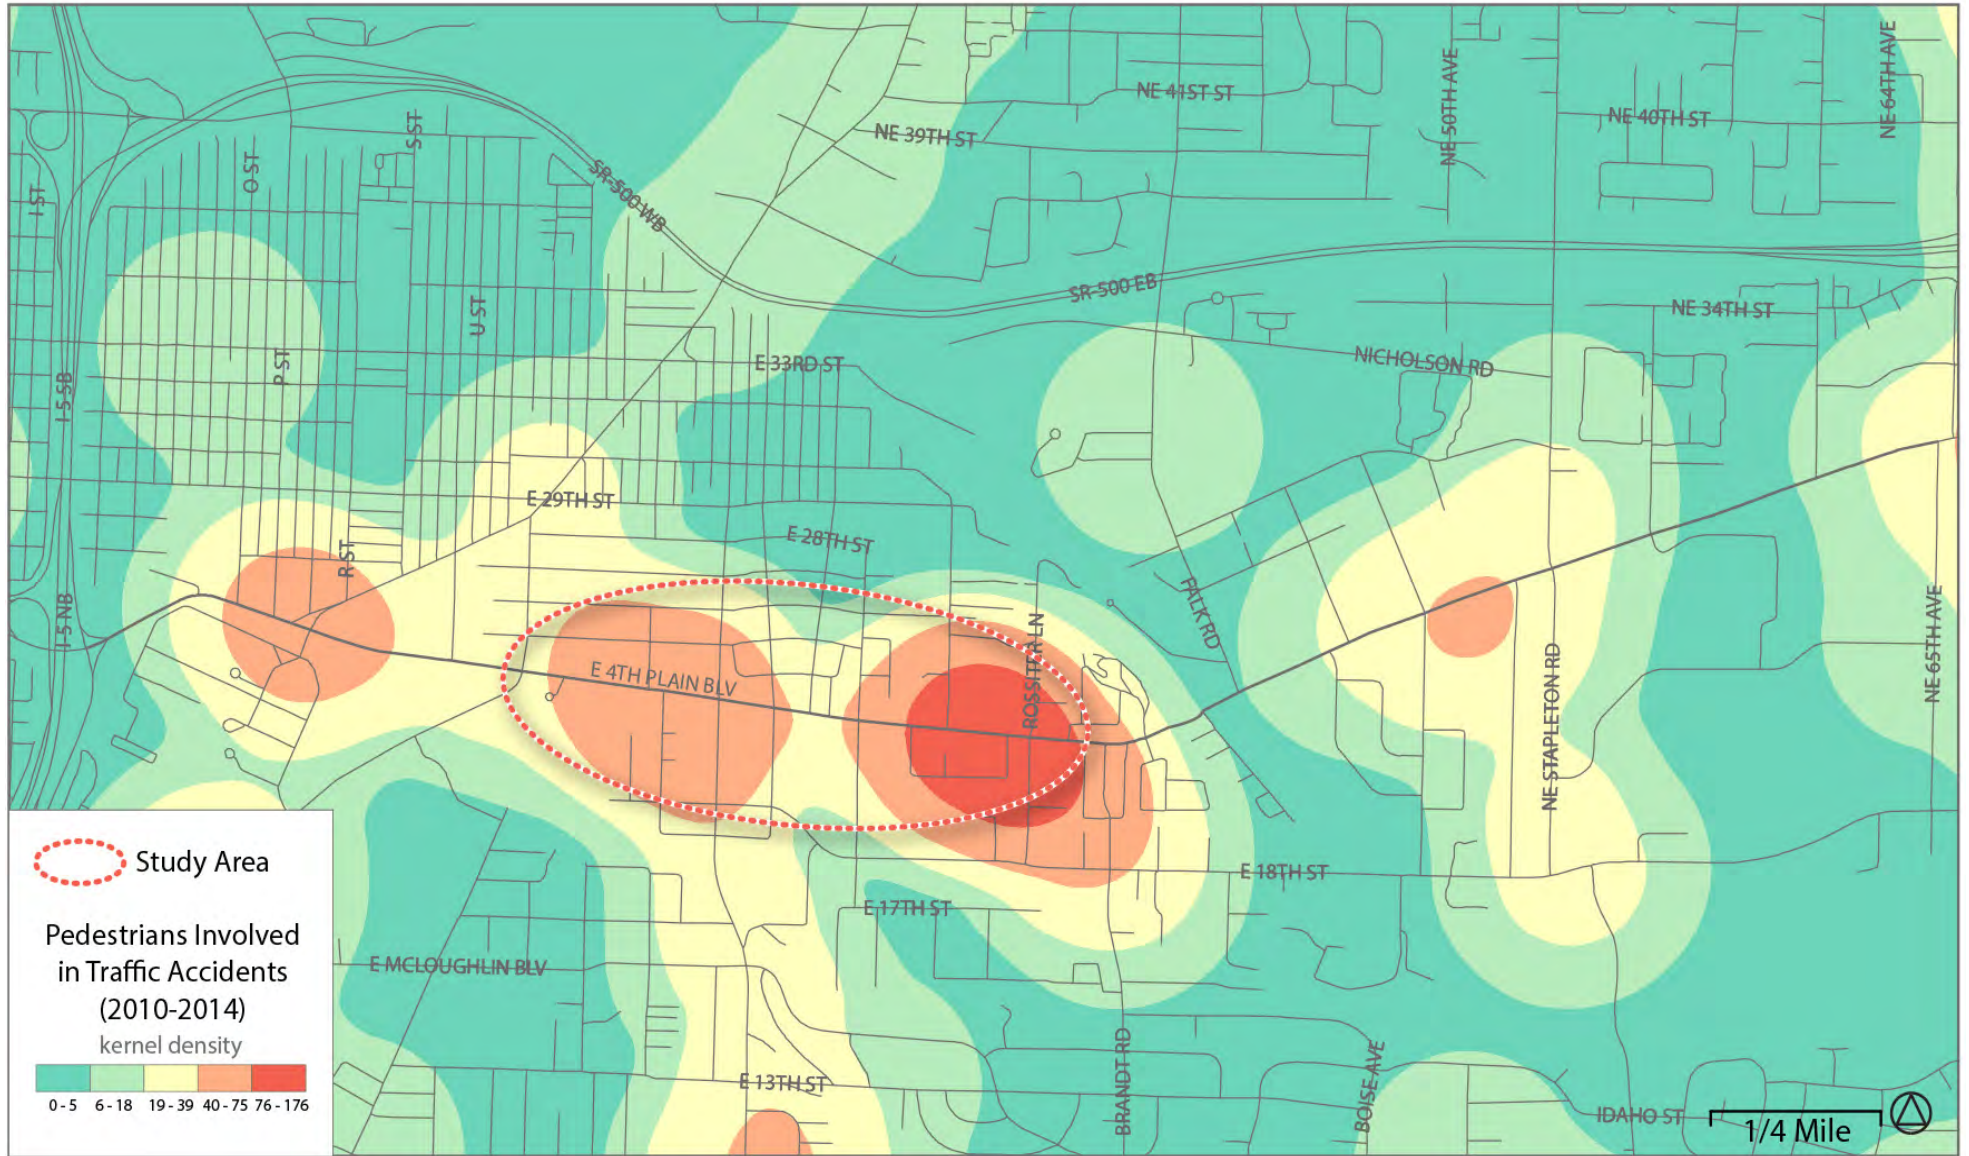 NE 64TH AVE
NE 50TH AVE
NE 41ST ST
NE 40TH ST
S ST
NE 39TH ST
O ST
I ST
SR-500 WB
SR-500 EB
U ST
NE 34TH ST
P ST
E 33RD ST
NICHOLSON RD
I-5 SB
E 29TH ST
E 28TH ST
R ST
FALK RD
I-5 NB
ROSSITER LN
NE 65TH AVE
E 4TH PLAIN BLV
NE STAPLETON RD
E 18TH ST
E 17TH ST
E MCLOUGHLIN BLV
E 13TH ST
BRANDT RD
BOISE AVE
IDAHO ST
1/4 Mile
Study Area
Pedestrians Involved
in Traffic Accidents
(2010-2014)
kernel density
0 - 5 6 - 18 19 - 39 40 - 75 76 - 176